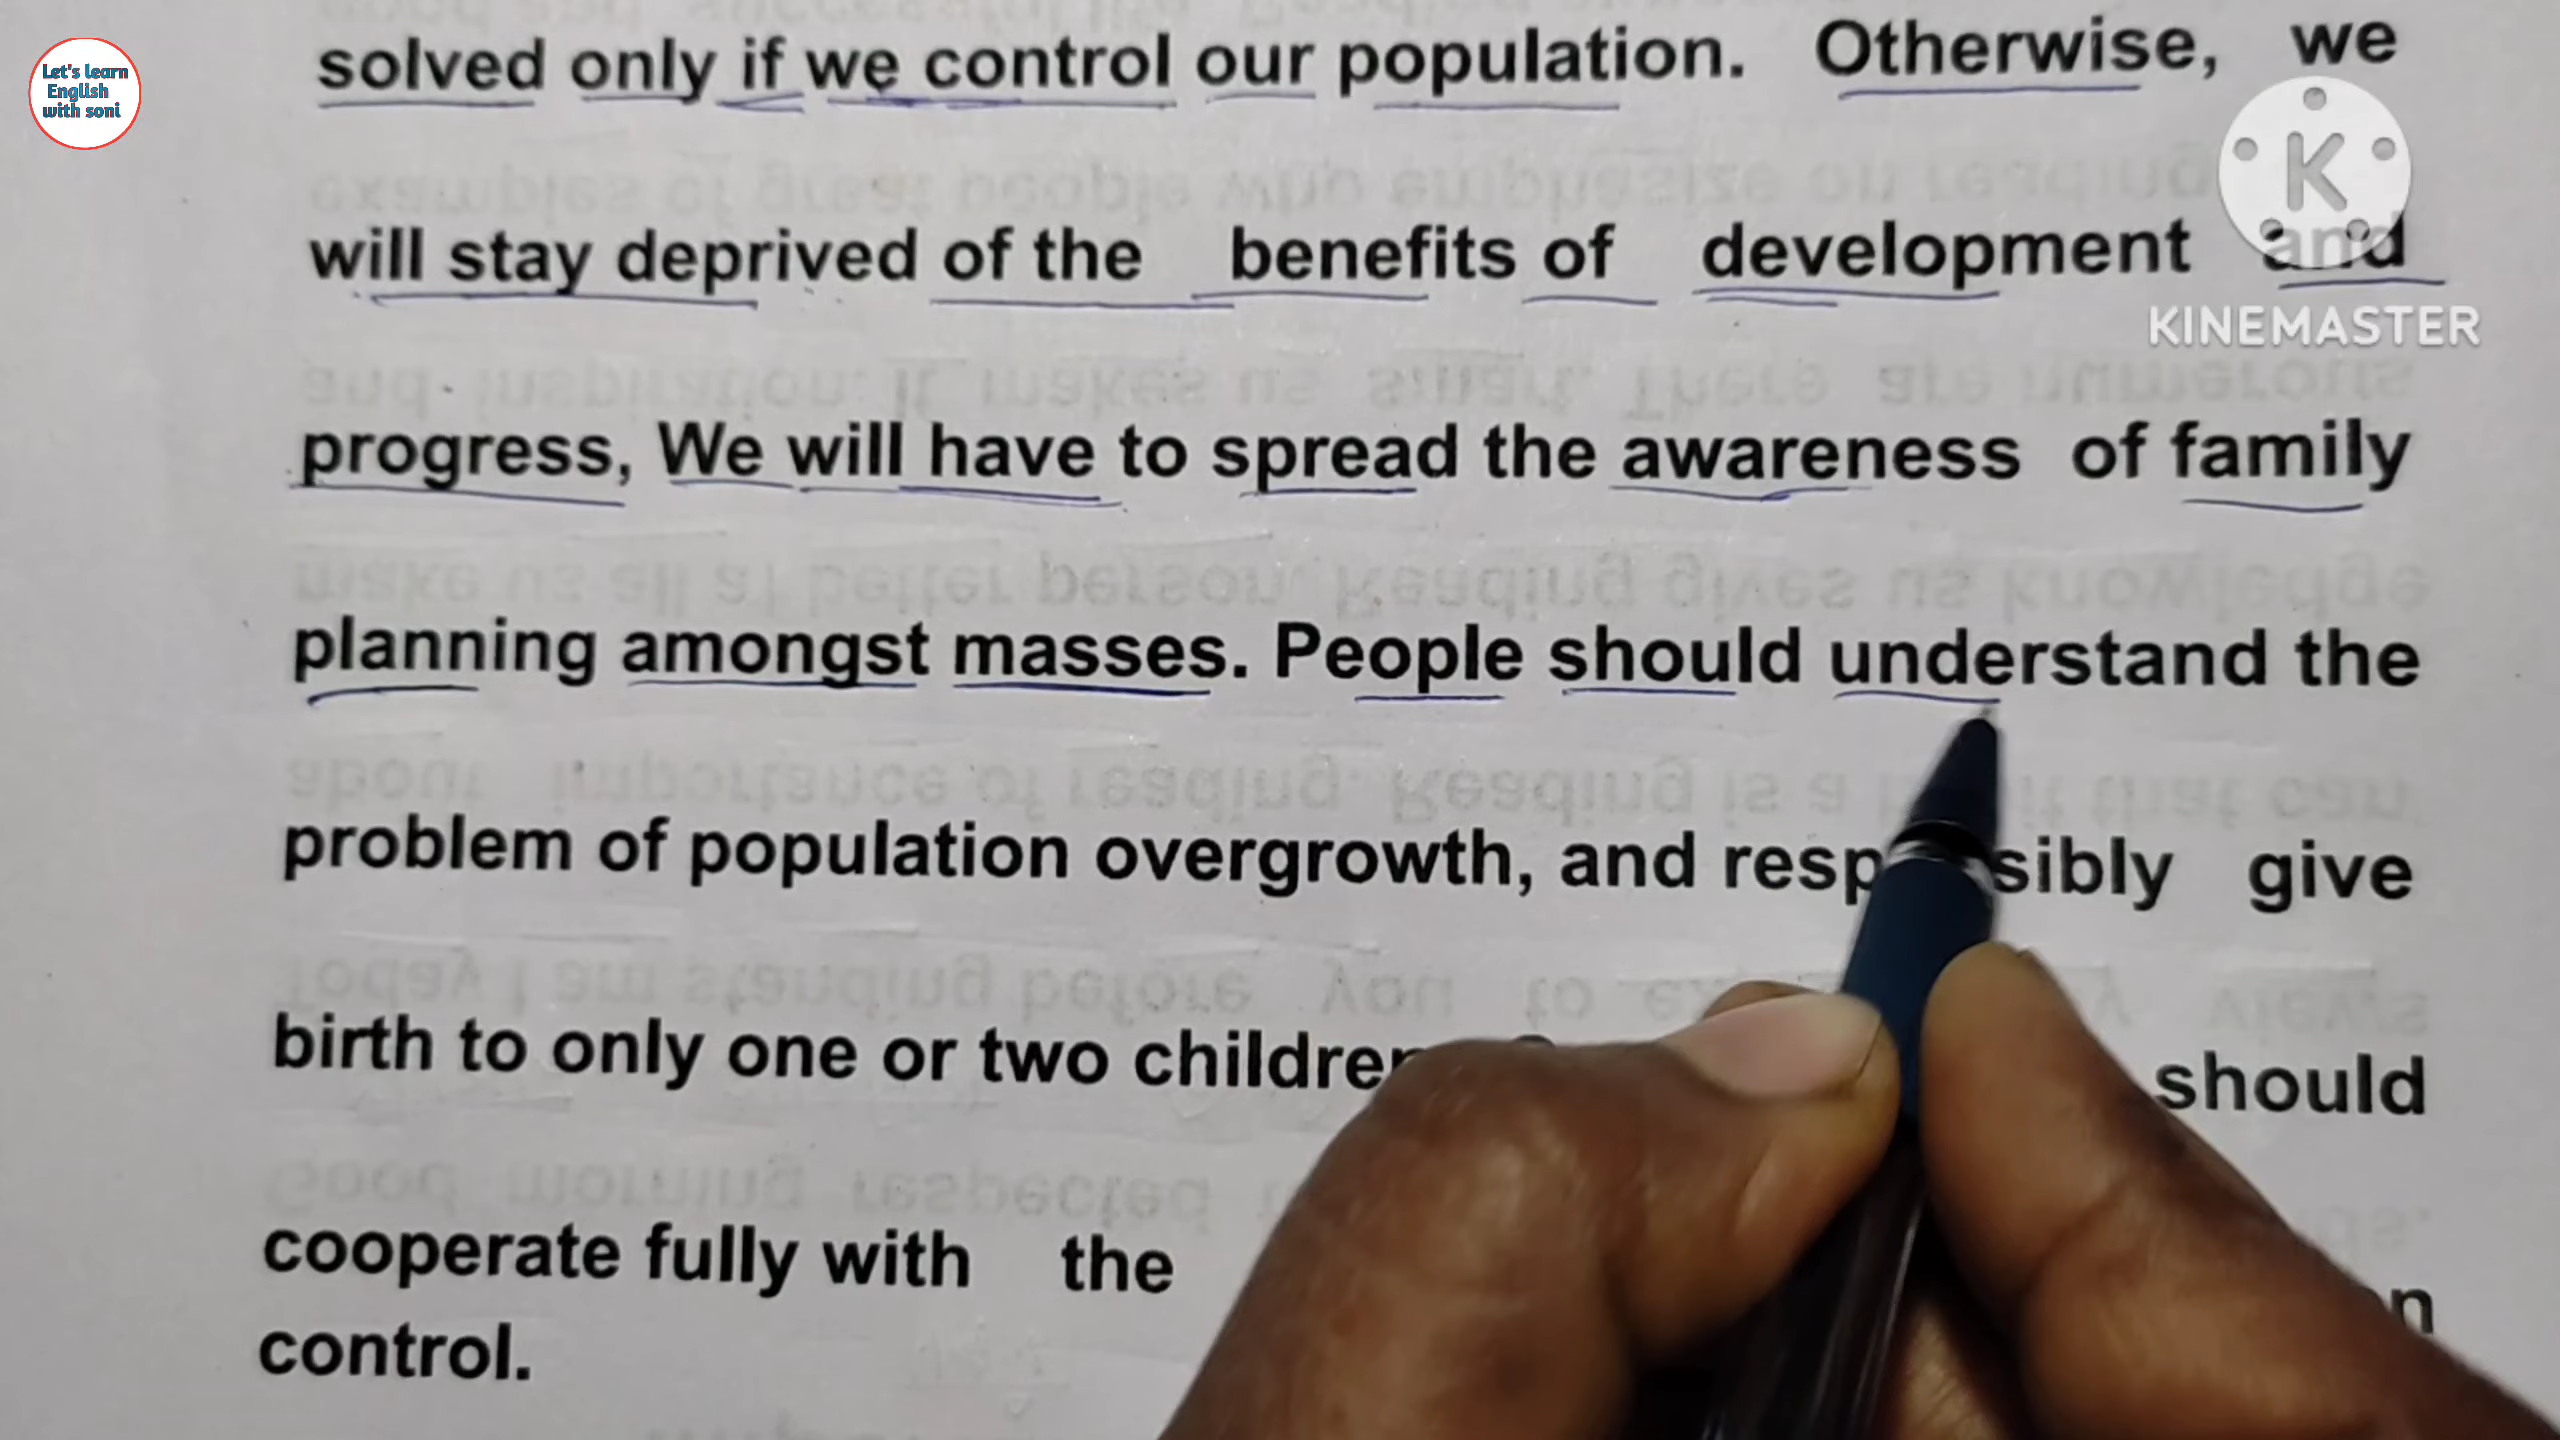 Let's learn
English
with soni
solved only if we control our population. Otherwise, we
will stay deprived of the benefits of development and
KINEMASTER
progress, We will have to spread the awareness of family
planning amongst masses. People should understand the
problem of population overgrowth, and give
birth to only one or two should
cooperate fully with the
control.